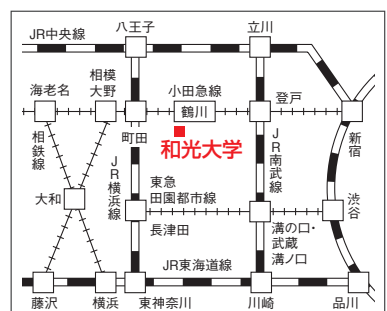 JR中央線
八王子
立川
海老名
相模
大野
小田急線
鶴川
登戸
新宿
町田
和光大学
相鉄線
JR横浜線
JR南武線
大和
東急
田園都市線
長津田
渋谷
溝の口・
武蔵
溝ノ口
JR東海道線
藤沢
横浜
東神奈川
川崎
品川